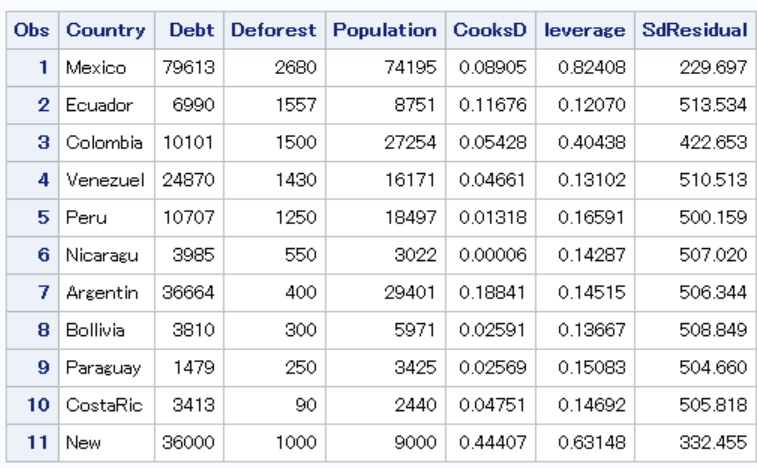 Obs Country Debt Deforest Population CooksD leverage SdResidual
1 Mexico 79613 2680 74195 0.08905 0.82408 229.697
2 Ecuador 6990 1557 8751 0.11676 0.12070 513.534
3 Colombia 10101 1500 27254 0.05428 0.40438 422.653
4 Venezuel 24870 1430 16171 0.04661 0.13102 510.513
5 Peru 10707 1250 18497 0.01318 0.16591 500.159
6 Nicaragu 3985 550 3022 0.00006 0.14287 507.020
7 Argentin 36664 400 29401 0.18841 0.14515 506.344
8 Bollivia 3810 300 5971 0.02591 0.13667 508.849
9 Paraguay 1479 250 3425 0.02569 0.15083 504.660
10 CostaRic 3413 90 2440 0.04751 0.14692 505.818
11 New 36000 1000 9000 0.44407 0.63148 332.455